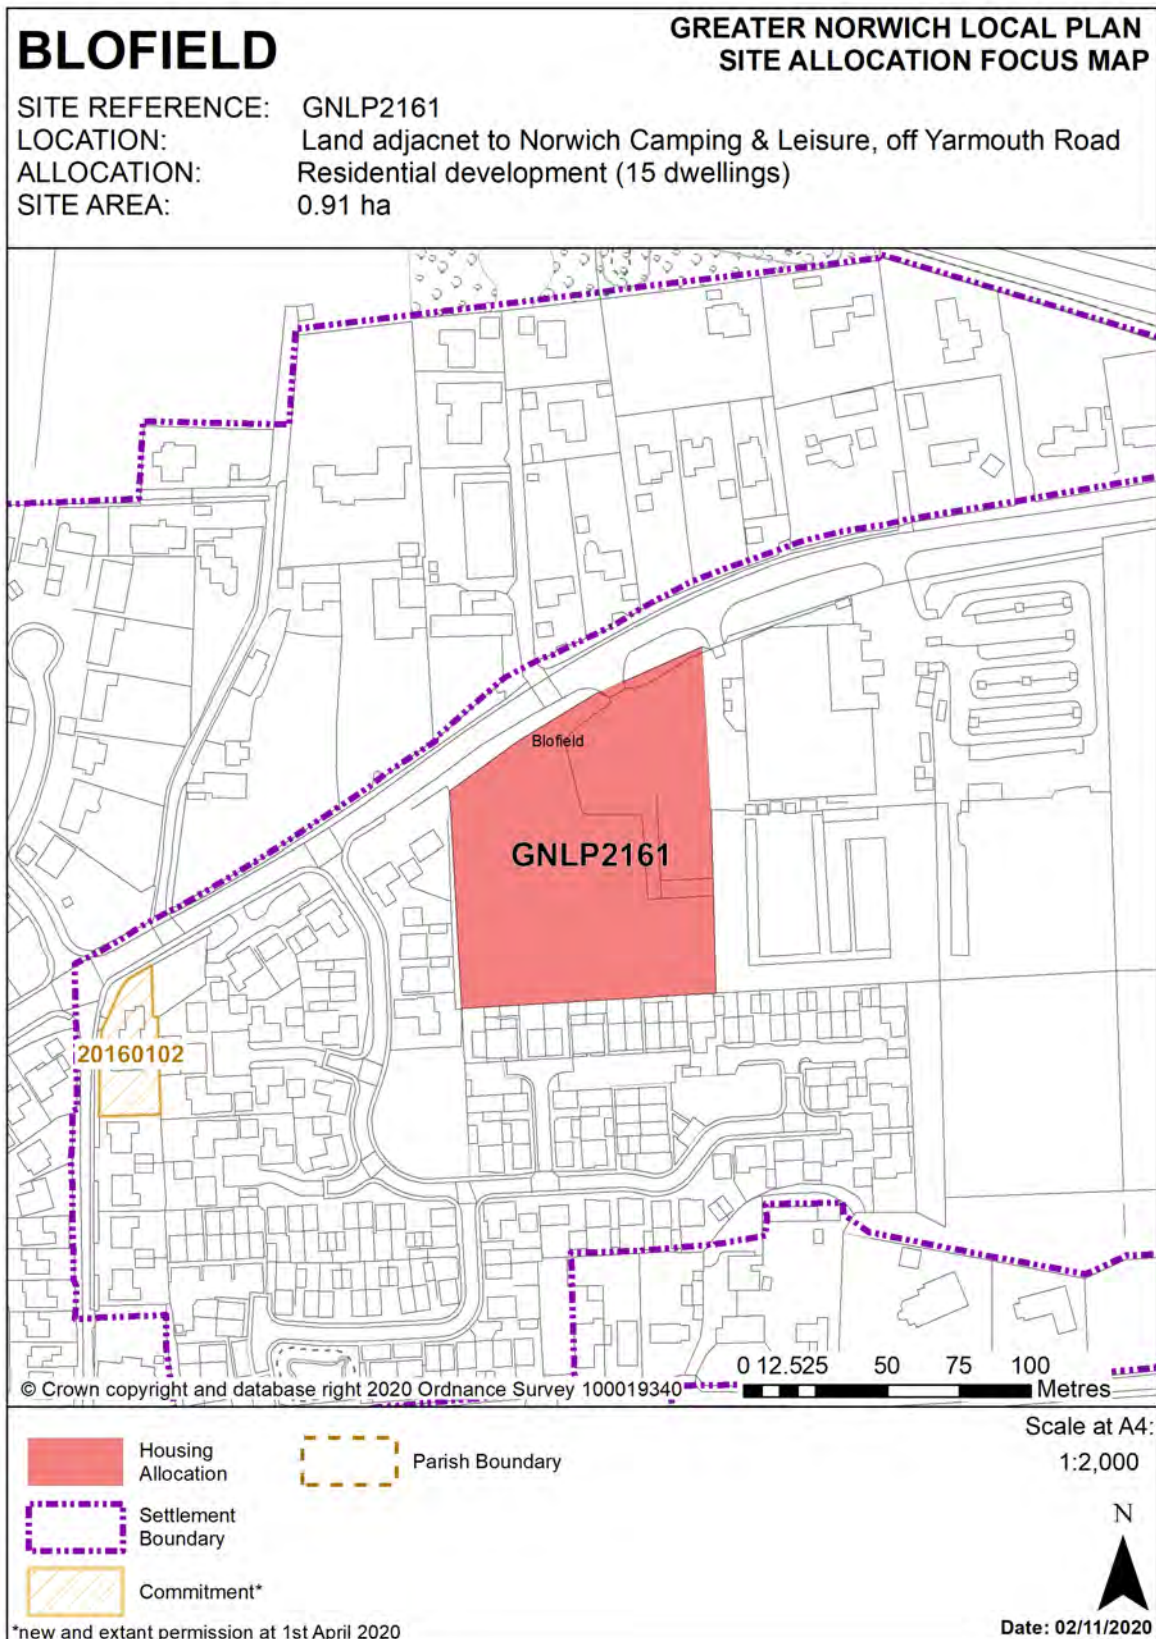 BLOFIELD
GREATER NORWICH LOCAL PLAN
SITE ALLOCATION FOCUS MAP
SITE REFERENCE: GNLP2161
LOCATION: Land adjacnet to Norwich Camping & Leisure, off Yarmouth Road
ALLOCATION: Residential development (15 dwellings)
SITE AREA: 0.91 ha
Blofield
GNLP2161
20160102
0 12.525 50 75 100
Metres
© Crown copyright and database right 2020 Ordnance Survey 100019340
Housing
Allocation
Parish Boundary
Settlement
Boundary
Commitment*
*new and extant permission at 1st April 2020
Scale at A4:
1:2,000
N
Date: 02/11/2020